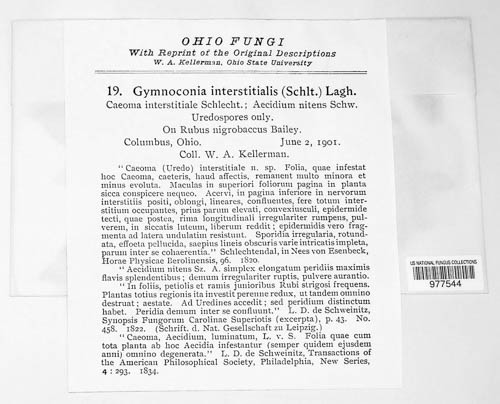 OHIO FUNGI
With Reprint of the Original Descriptions
W. A. Kellerman, Ohio State University
19. Gymnoconia interstitialis (Schlt.) Lagh.
Caeoma interstitiale Schlecht.; Aecidium nitens Schw.
Uredospores only.
On Rubus nigrobaccus Bailey.
Columbus, Ohio. June 2, 1901.
Coll. W. A. Kellerman.
"Caeoma (Uredo) interstitiale n. sp. Folia, quae infestat
hoc Caeoma, caeteris, haud affectis, remanent multo minora et
minus evoluta. Maculas in superiori foliorum pagina in planta
sicca conspicere nequeo. Acervi, in pagina inferiore in nervorum
interstitiis positi, oblongi, lineares, confluentes, fere totum inter-
stitium occupantes, prius parum elevati, convexiusculi, epidermide
tecti, quae postea, rima longitudinali irregulariter rumpens, pul-
verem, in siccatis luteum, liberum reddit; epidermidis vero frag-
menta ad latera undulatim resistunt. Sporidia irregularia, rotund-
ata, effoeta pellucida, saepius lineis obscuris varie intricatis impleta,
parum inter se cohaerentia." Schlechtendal, in Nees von Esenbeck,
Horae Physicae Berolinensis, 96. 1820.
"Aecidium nitens Sz. A. simplex elongatum peridiis maximis
flavis splendentibus; demum irregulariter ruptis, pulvere aurantio.
"In foliis, petiolis et ramis junioribus Rubi strigosi frequens.
Plantas totius regionis ita investit perenne redux, ut tandem omnino
destruat; aestate. Ad Uredines accedit; sed peridium distinctum
habet. Peridia demum inter se confluunt." L. D. de Schweinitz,
Synopsis Fungorum Carolinae Superiotis (excerpta), p. 43. No.
458. 1822. (Schrift. d. Nat. Gesellschaft zu Leipzig.)
"Caeoma, Aecidium, luminatum, L. v. S. Folia quae cum
tota planta ab hoc Aecidia infestantur (semper quidem ejusdem
anni) omnino degenerata." L. D. de Schweinitz, Transactions of
the American Philosophical Society, Philadelphia, New Series,
4: 293. 1834.
US NATIONAL FUNGUS COLLECTIONS
977544